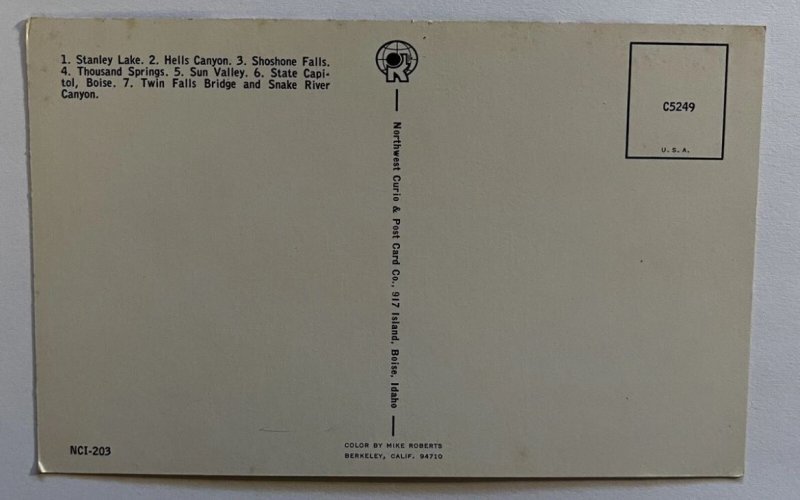 1. Stanley Lake. 2. Hells Canyon. 3. Shoshone Falls.
4. Thousand Springs. 5. Sun Valley. 6. State Capi-
tol, Boise. 7. Twin Falls Bridge and Snake River
Canyon.
Northwest Curio & Post Card Co., 917 Island, Boise, Idaho
C5249
U.S.A.
NCI-203
COLOR BY MIKE ROBERTS
BERKELEY, CALIF. 94710